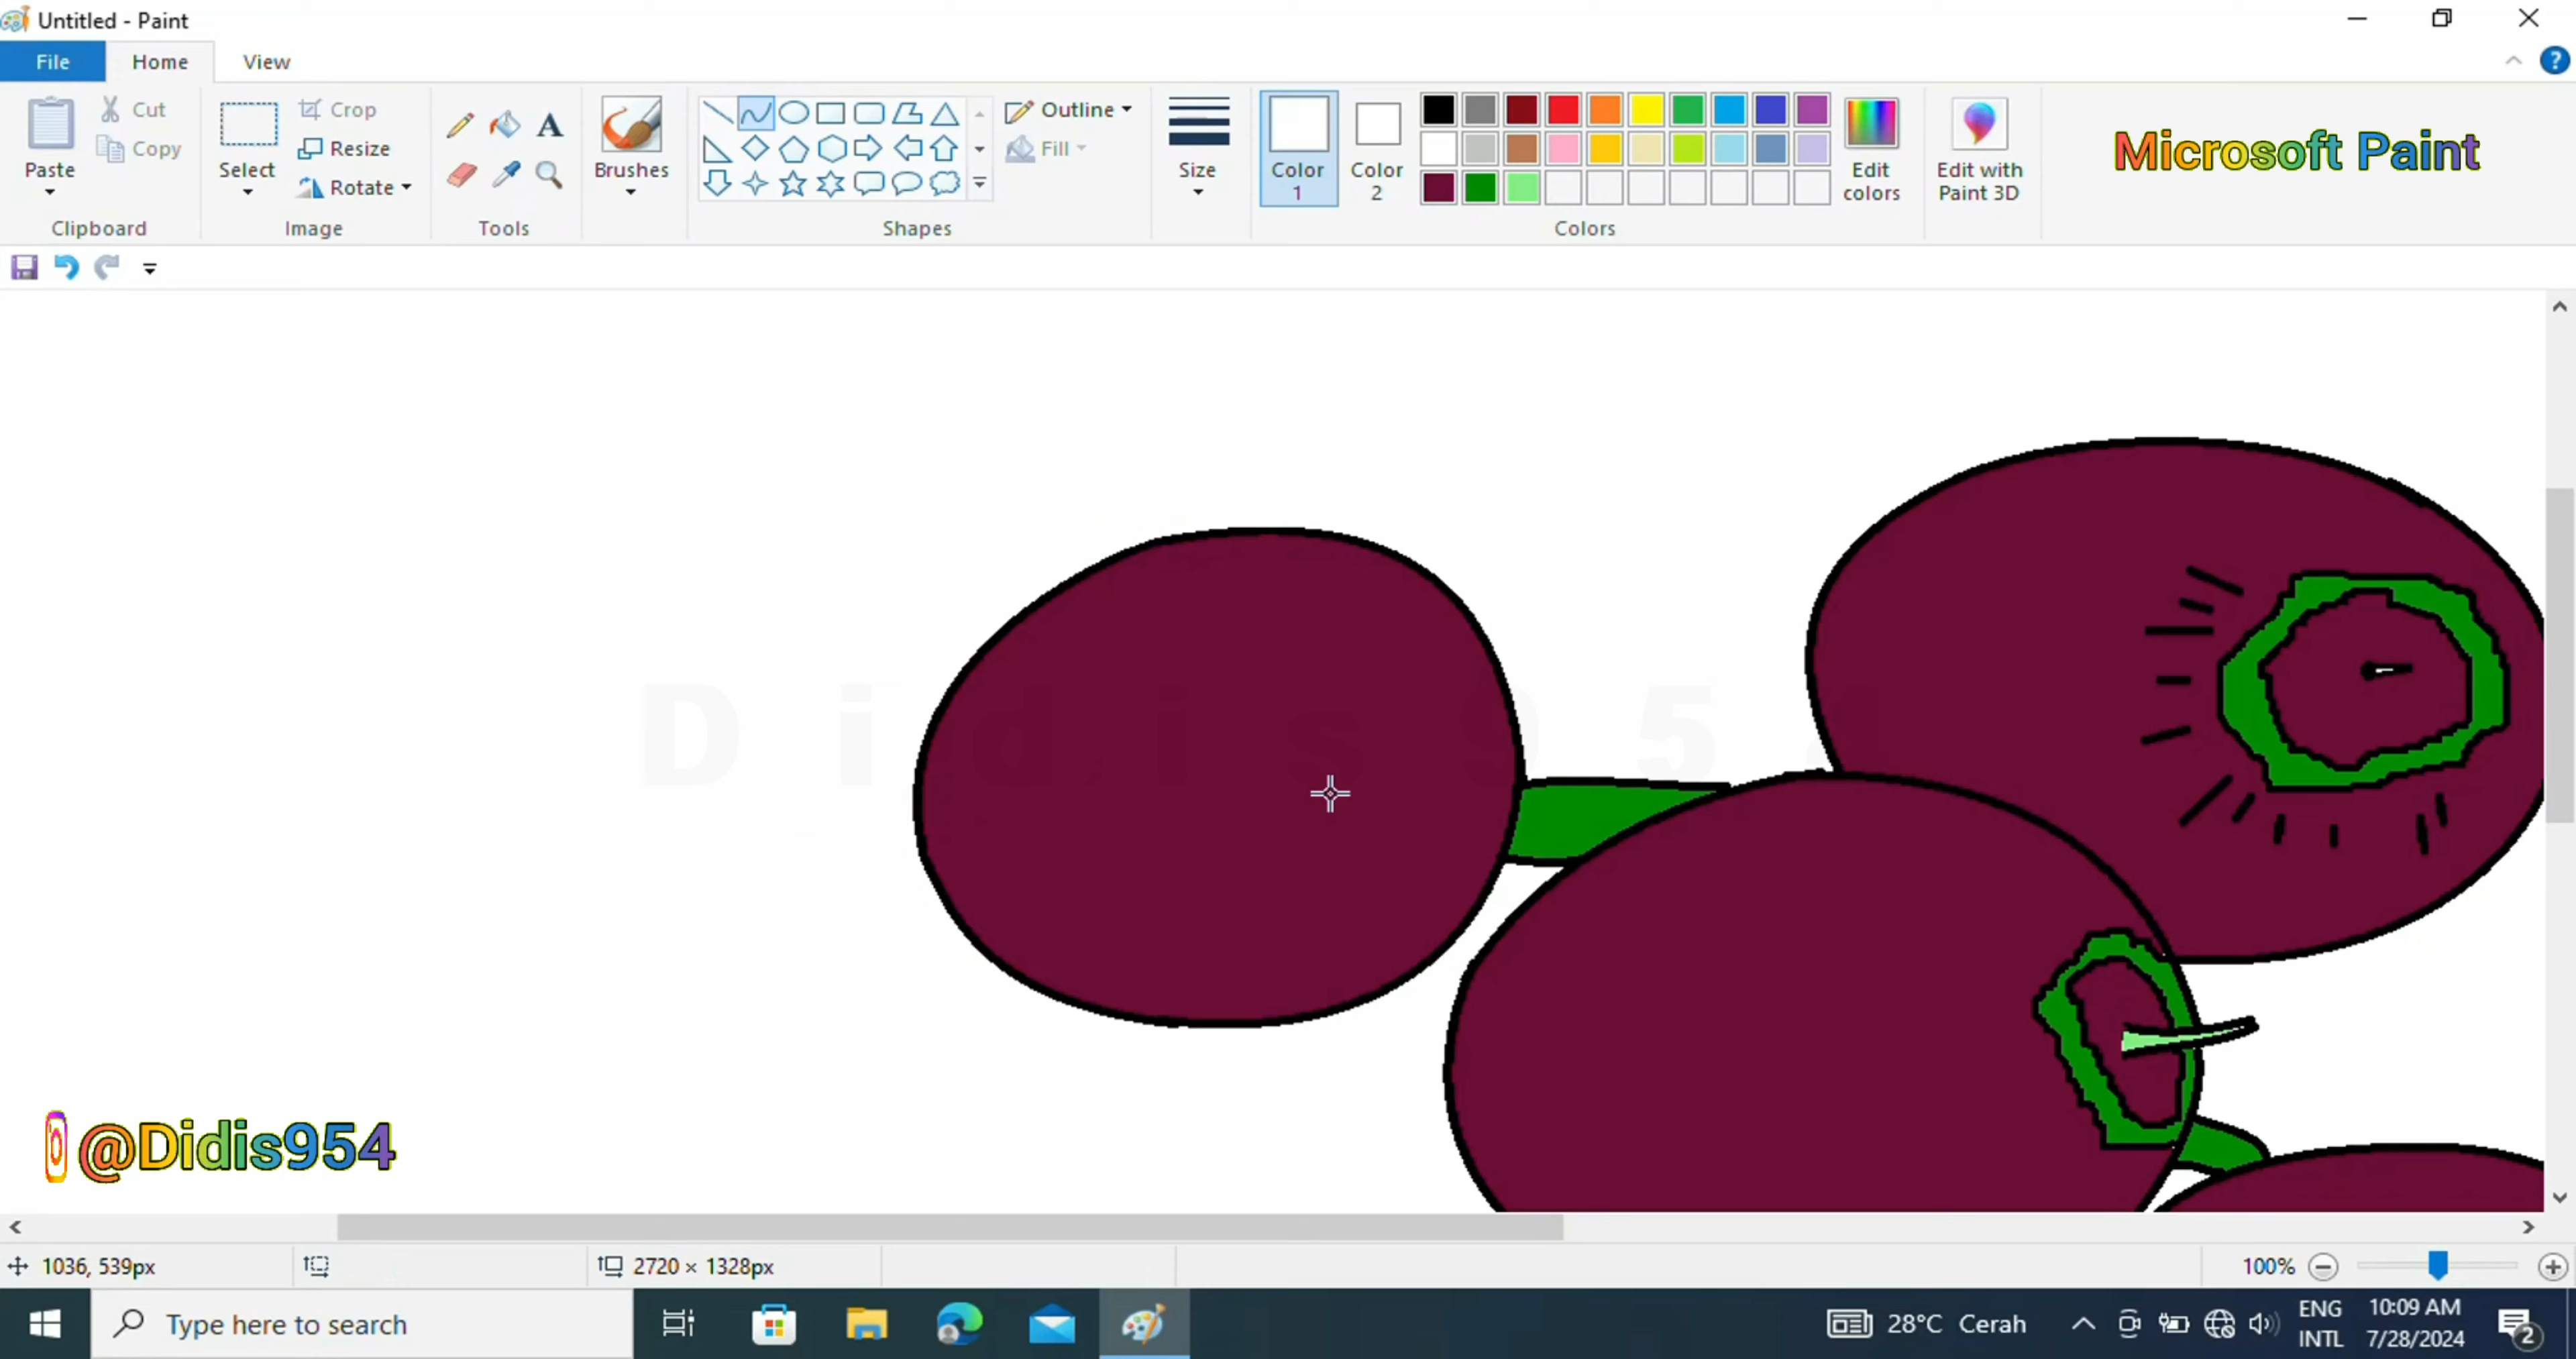 Untitled - Paint
File Home View
Cut
Copy
Paste
Clipboard
Crop
Resize
Rotate
Select
Image
Tools
Brushes
Shapes
Outline
Fill
Size
Color 1
Color 2
Edit colors
Edit with Paint 3D
Colors
Microsoft Paint
Didis95
@Didis954
1036, 539px
2720 × 1328px
100%
Type here to search
28°C Cerah
ENG
INTL
10:09 AM
7/28/2024
2